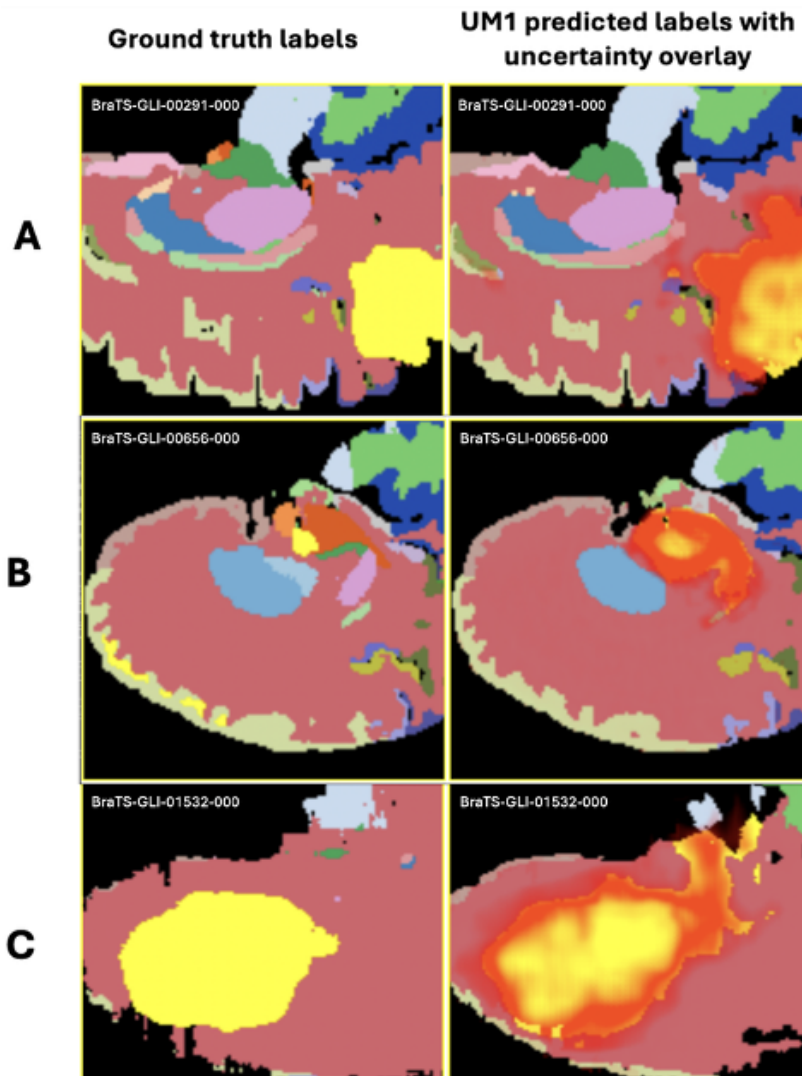 Ground truth labels
UM1 predicted labels with
uncertainty overlay
A
BraTS-GLI-00291-000
BraTS-GLI-00291-000
B
BraTS-GLI-00656-000
BraTS-GLI-00656-000
C
BraTS-GLI-01532-000
BraTS-GLI-01532-000